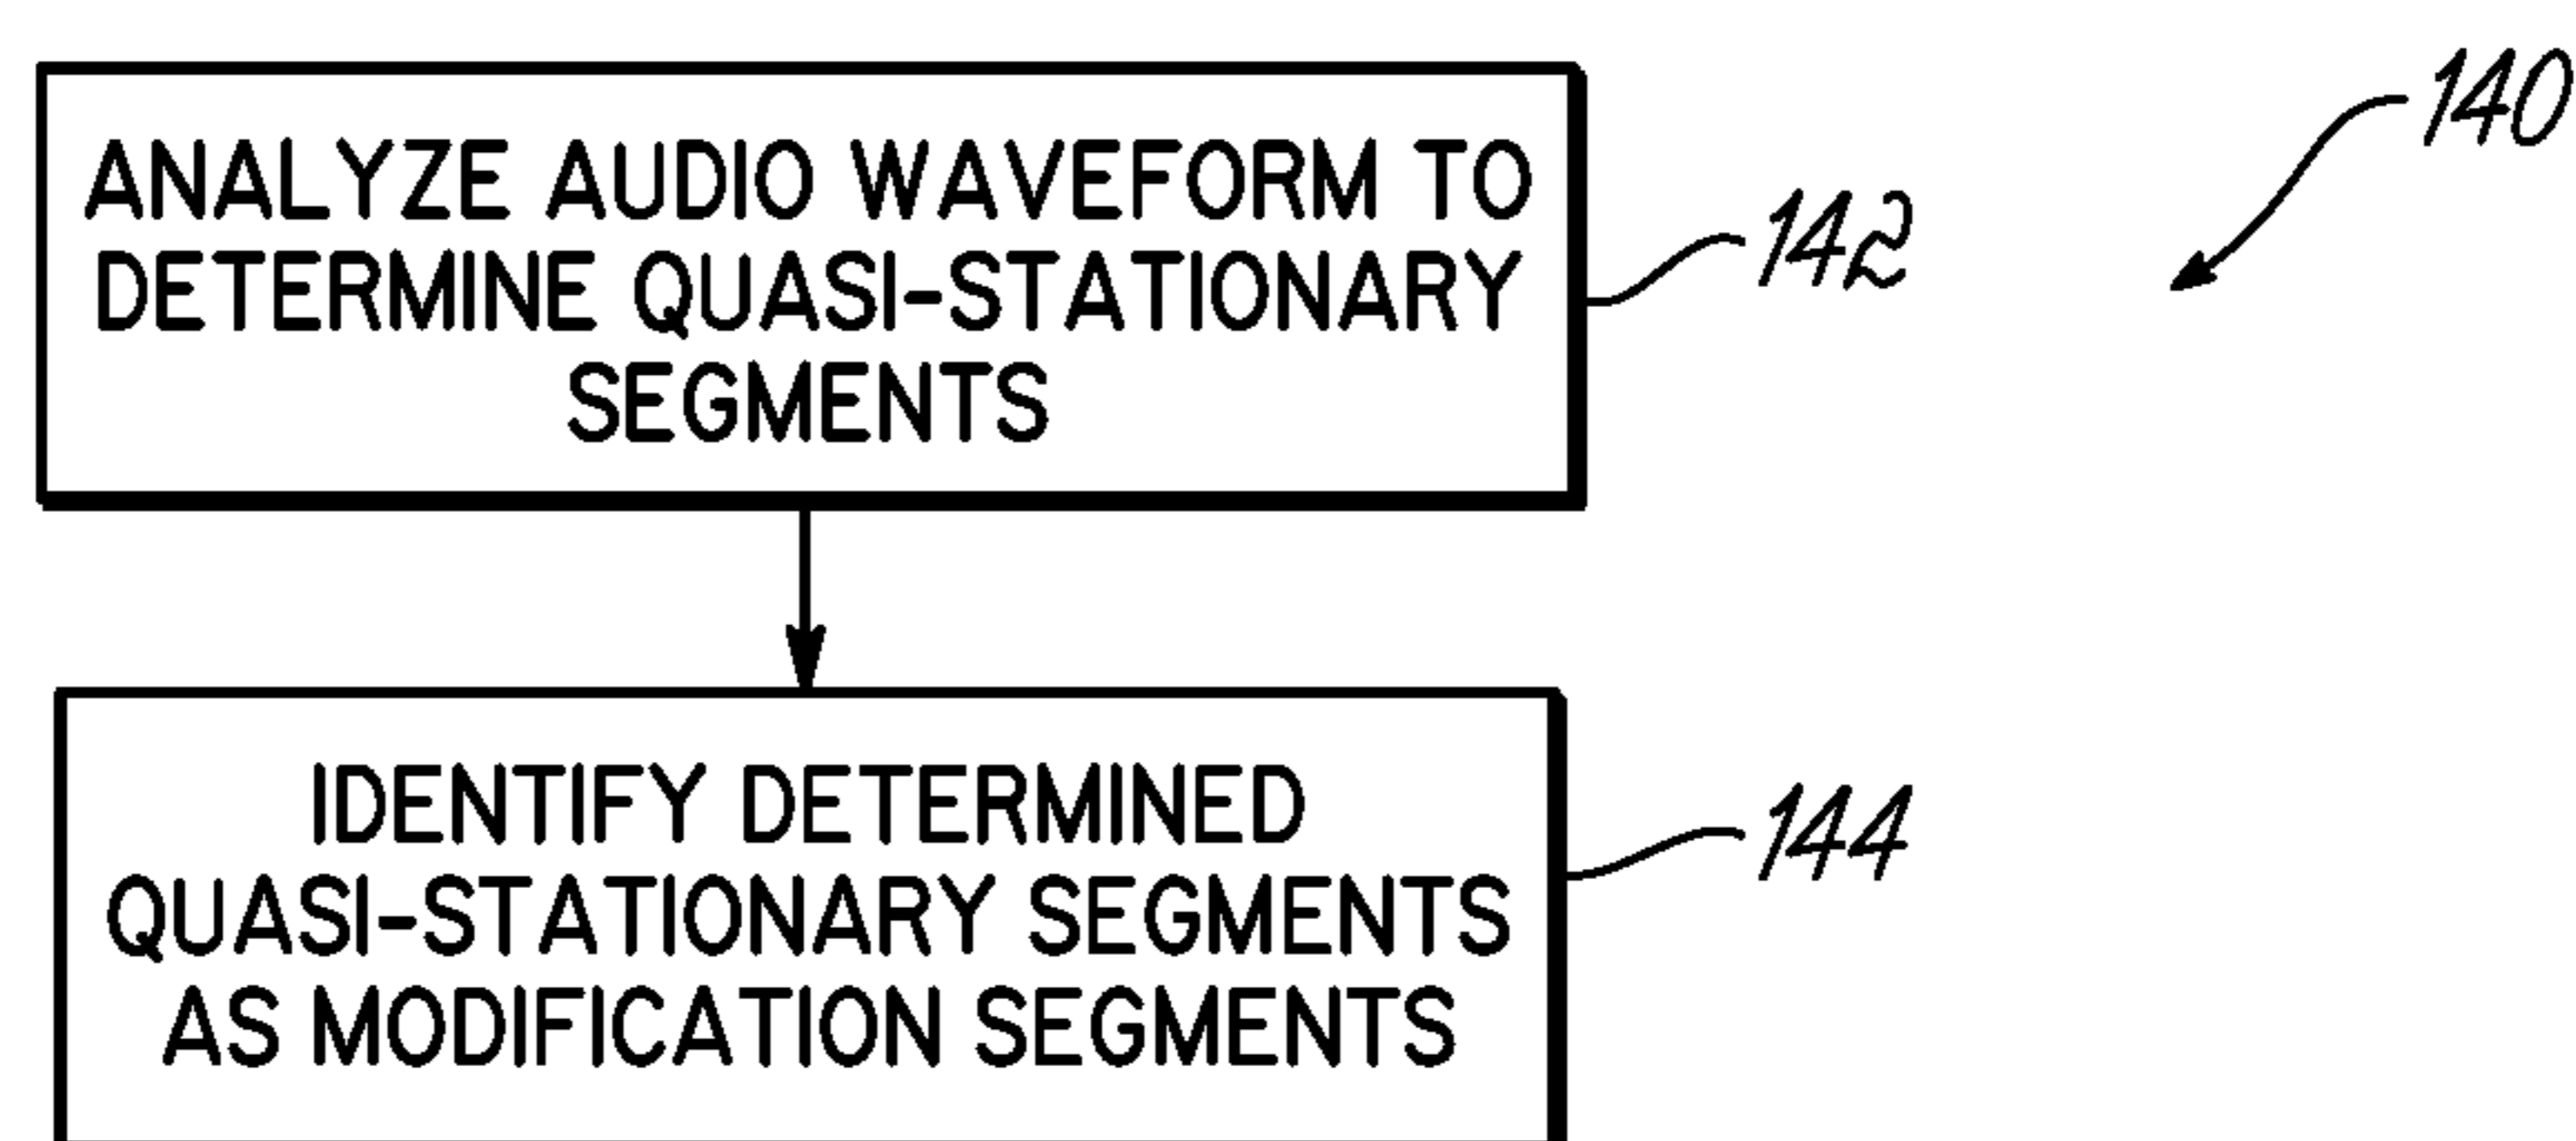 140
ANALYZE AUDIO WAVEFORM TO
DETERMINE QUASI-STATIONARY
SEGMENTS
142
IDENTIFY DETERMINED
QUASI-STATIONARY SEGMENTS
AS MODIFICATION SEGMENTS
144